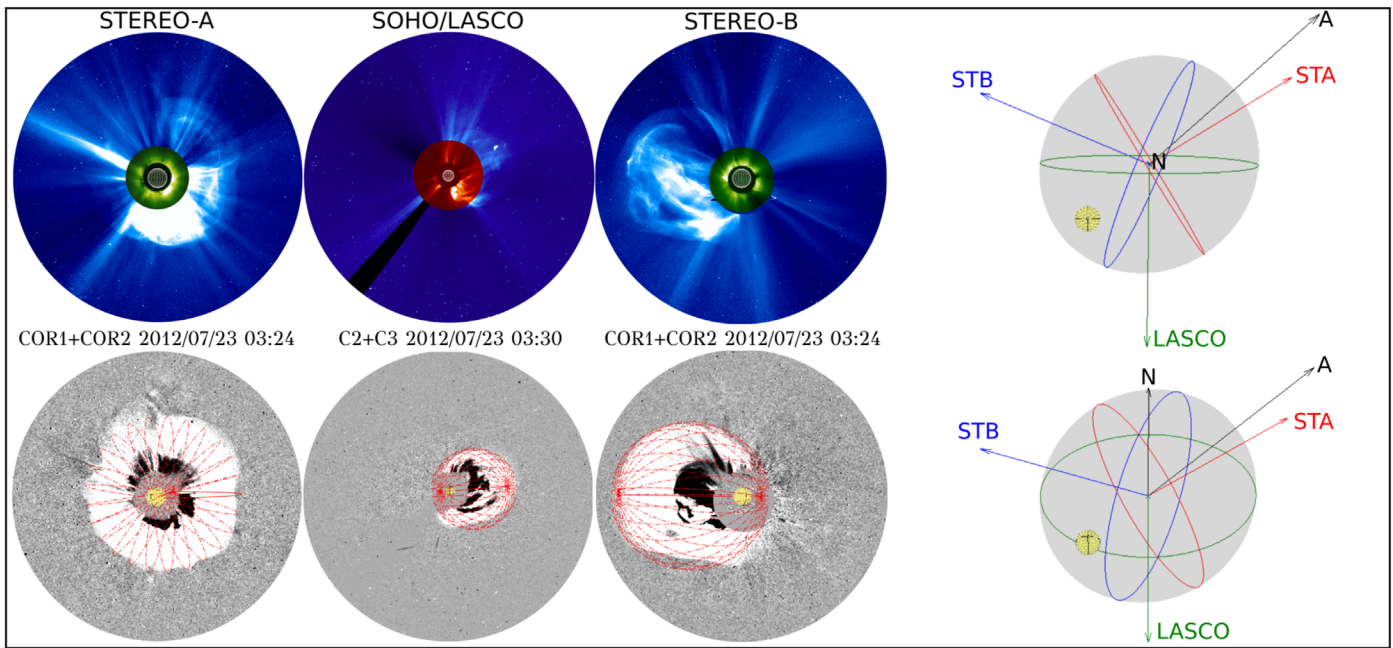 STEREO-A
SOHO/LASCO
STEREO-B
COR1+COR2 2012/07/23 03:24
C2+C3 2012/07/23 03:30
COR1+COR2 2012/07/23 03:24
A
STA
STB
N
LASCO
N
A
STA
STB
LASCO